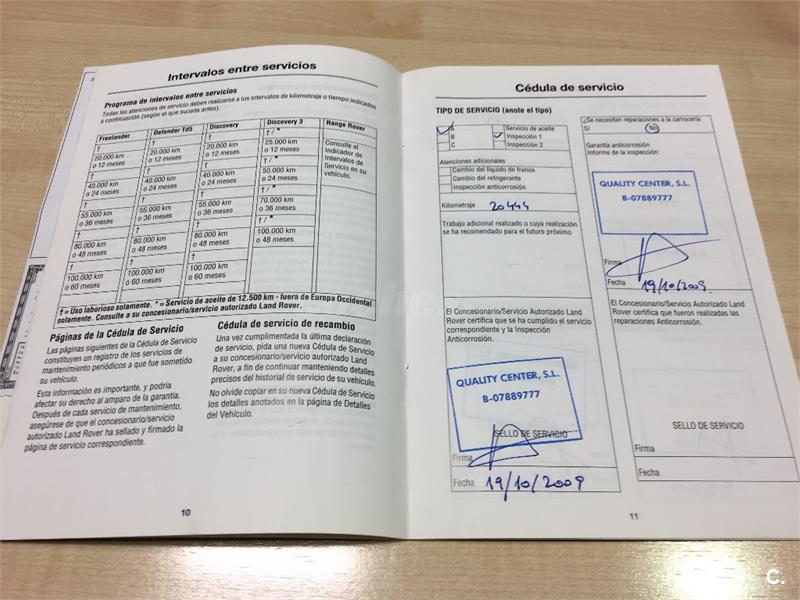 Intervalos entre servicios
Programa de intervalos entre servicios
Todas las atenciones de servicio deben realizarse a los intervalos de kilometraje o tiempo indicados
a continuación (según el que suceda antes).
Freelander Defender Td5 Discovery Discovery 3 Range Rover
† † † † / * Consulte el
20.000 km 20.000 km 20.000 km 25.000 km Indicador de
o 12 meses o 12 meses o 12 meses o 12 meses Intervalos de
† † † † / * Servicio en su
40.000 km 40.000 km 40.000 km 50.000 km vehículo.
o 24 meses o 24 meses o 24 meses o 24 meses
† † † † / *
55.000 km 55.000 km 55.000 km 70.000 km
o 36 meses o 36 meses o 36 meses o 36 meses
† † † † / *
80.000 km 80.000 km 80.000 km 100.000 km
o 48 meses o 48 meses o 48 meses o 48 meses
† † †
100.000 km 100.000 km 100.000 km
o 60 meses o 60 meses o 60 meses
† = Uso laborioso solamente. * = Servicio de aceite de 12.500 km - fuera de Europa Occidental
solamente. Consulte a su concesionario/servicio autorizado Land Rover.
Páginas de la Cédula de Servicio
Las páginas siguientes de la Cédula de Servicio
constituyen un registro de los servicios de
mantenimiento periódicos a que fue sometido
su vehículo.
Esta información es importante, y podría
afectar su derecho al amparo de la garantía.
Después de cada servicio de mantenimiento,
asegúrese de que el concesionario/servicio
autorizado Land Rover ha sellado y firmado la
página de servicio correspondiente.
Cédula de servicio de recambio
Una vez cumplimentada la última declaración
de servicio, pida una nueva Cédula de Servicio
a su concesionario/servicio autorizado Land
Rover, a fin de continuar manteniendo detalles
precisos del historial de servicio de su vehículo.
No olvide copiar en su nueva Cédula de Servicio
los detalles anotados en la página de Detalles
del Vehículo.
10
Cédula de servicio
TIPO DE SERVICIO (anote el tipo)
A Servicio de aceite
B Inspección 1
C Inspección 2
Atenciones adicionales
Cambio del líquido de frenos
Cambio del refrigerante
Inspección anticorrosión
Kilometraje 20444
Trabajo adicional realizado o cuya realización
se ha recomendado para el futuro próximo
El Concesionario/Servicio Autorizado Land
Rover certifica que se ha cumplido el servicio
correspondiente y la Inspección
Anticorrosión.
QUALITY CENTER, S.L.
B-07889777
SELLO DE SERVICIO
Firma
Fecha 19/10/2009
¿Se necesitan reparaciones a la carrocería
Sí No
Garantía anticorrosión
Informe de la inspección:
QUALITY CENTER, S.L.
B-07889777
Firma
Fecha 19/10/2009.
El Concesionario/Servicio Autorizado Land
Rover certifica que fueron realizadas las
reparaciones Anticorrosión.
SELLO DE SERVICIO
Firma
Fecha
11
C.